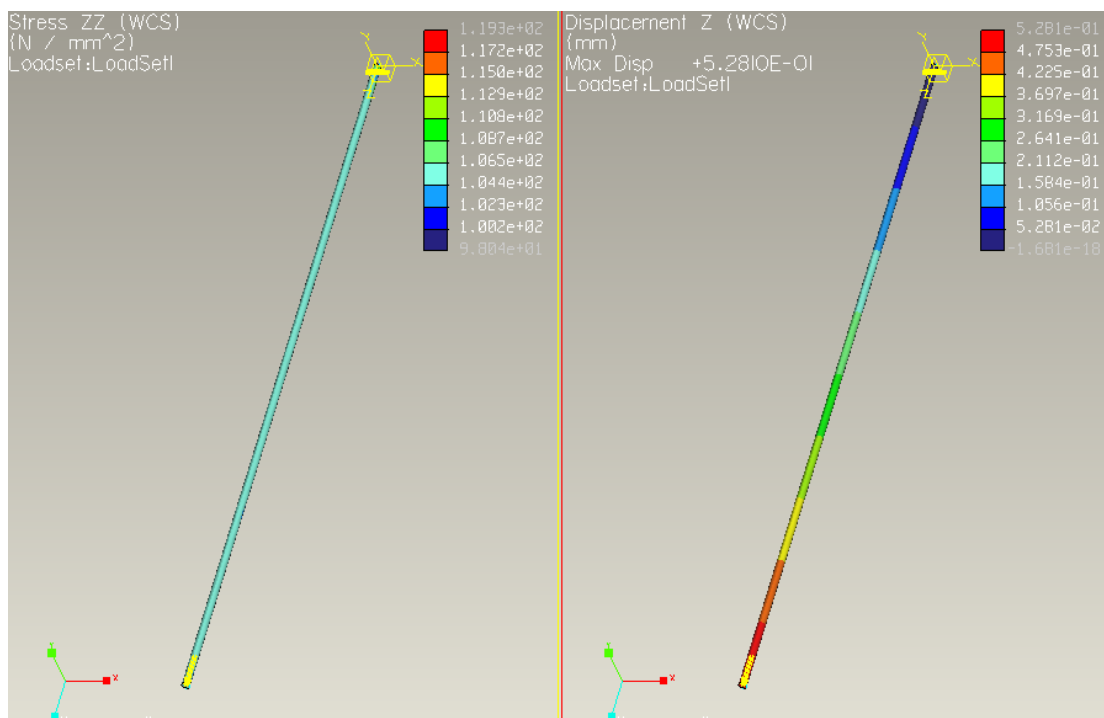 Stress ZZ (WCS)
(N / mm^2)
Loadset:LoadSet1
1.193e+02
1.172e+02
1.150e+02
1.129e+02
1.108e+02
1.087e+02
1.065e+02
1.044e+02
1.023e+02
1.002e+02
9.804e+01
Y
X
Z
Y
X
Displacement Z (WCS)
(mm)
Max Disp +5.2810E-01
Loadset:LoadSet1
5.281e-01
4.753e-01
4.225e-01
3.697e-01
3.169e-01
2.641e-01
2.112e-01
1.584e-01
1.056e-01
5.281e-02
-1.681e-18
Y
X
Z
Y
X